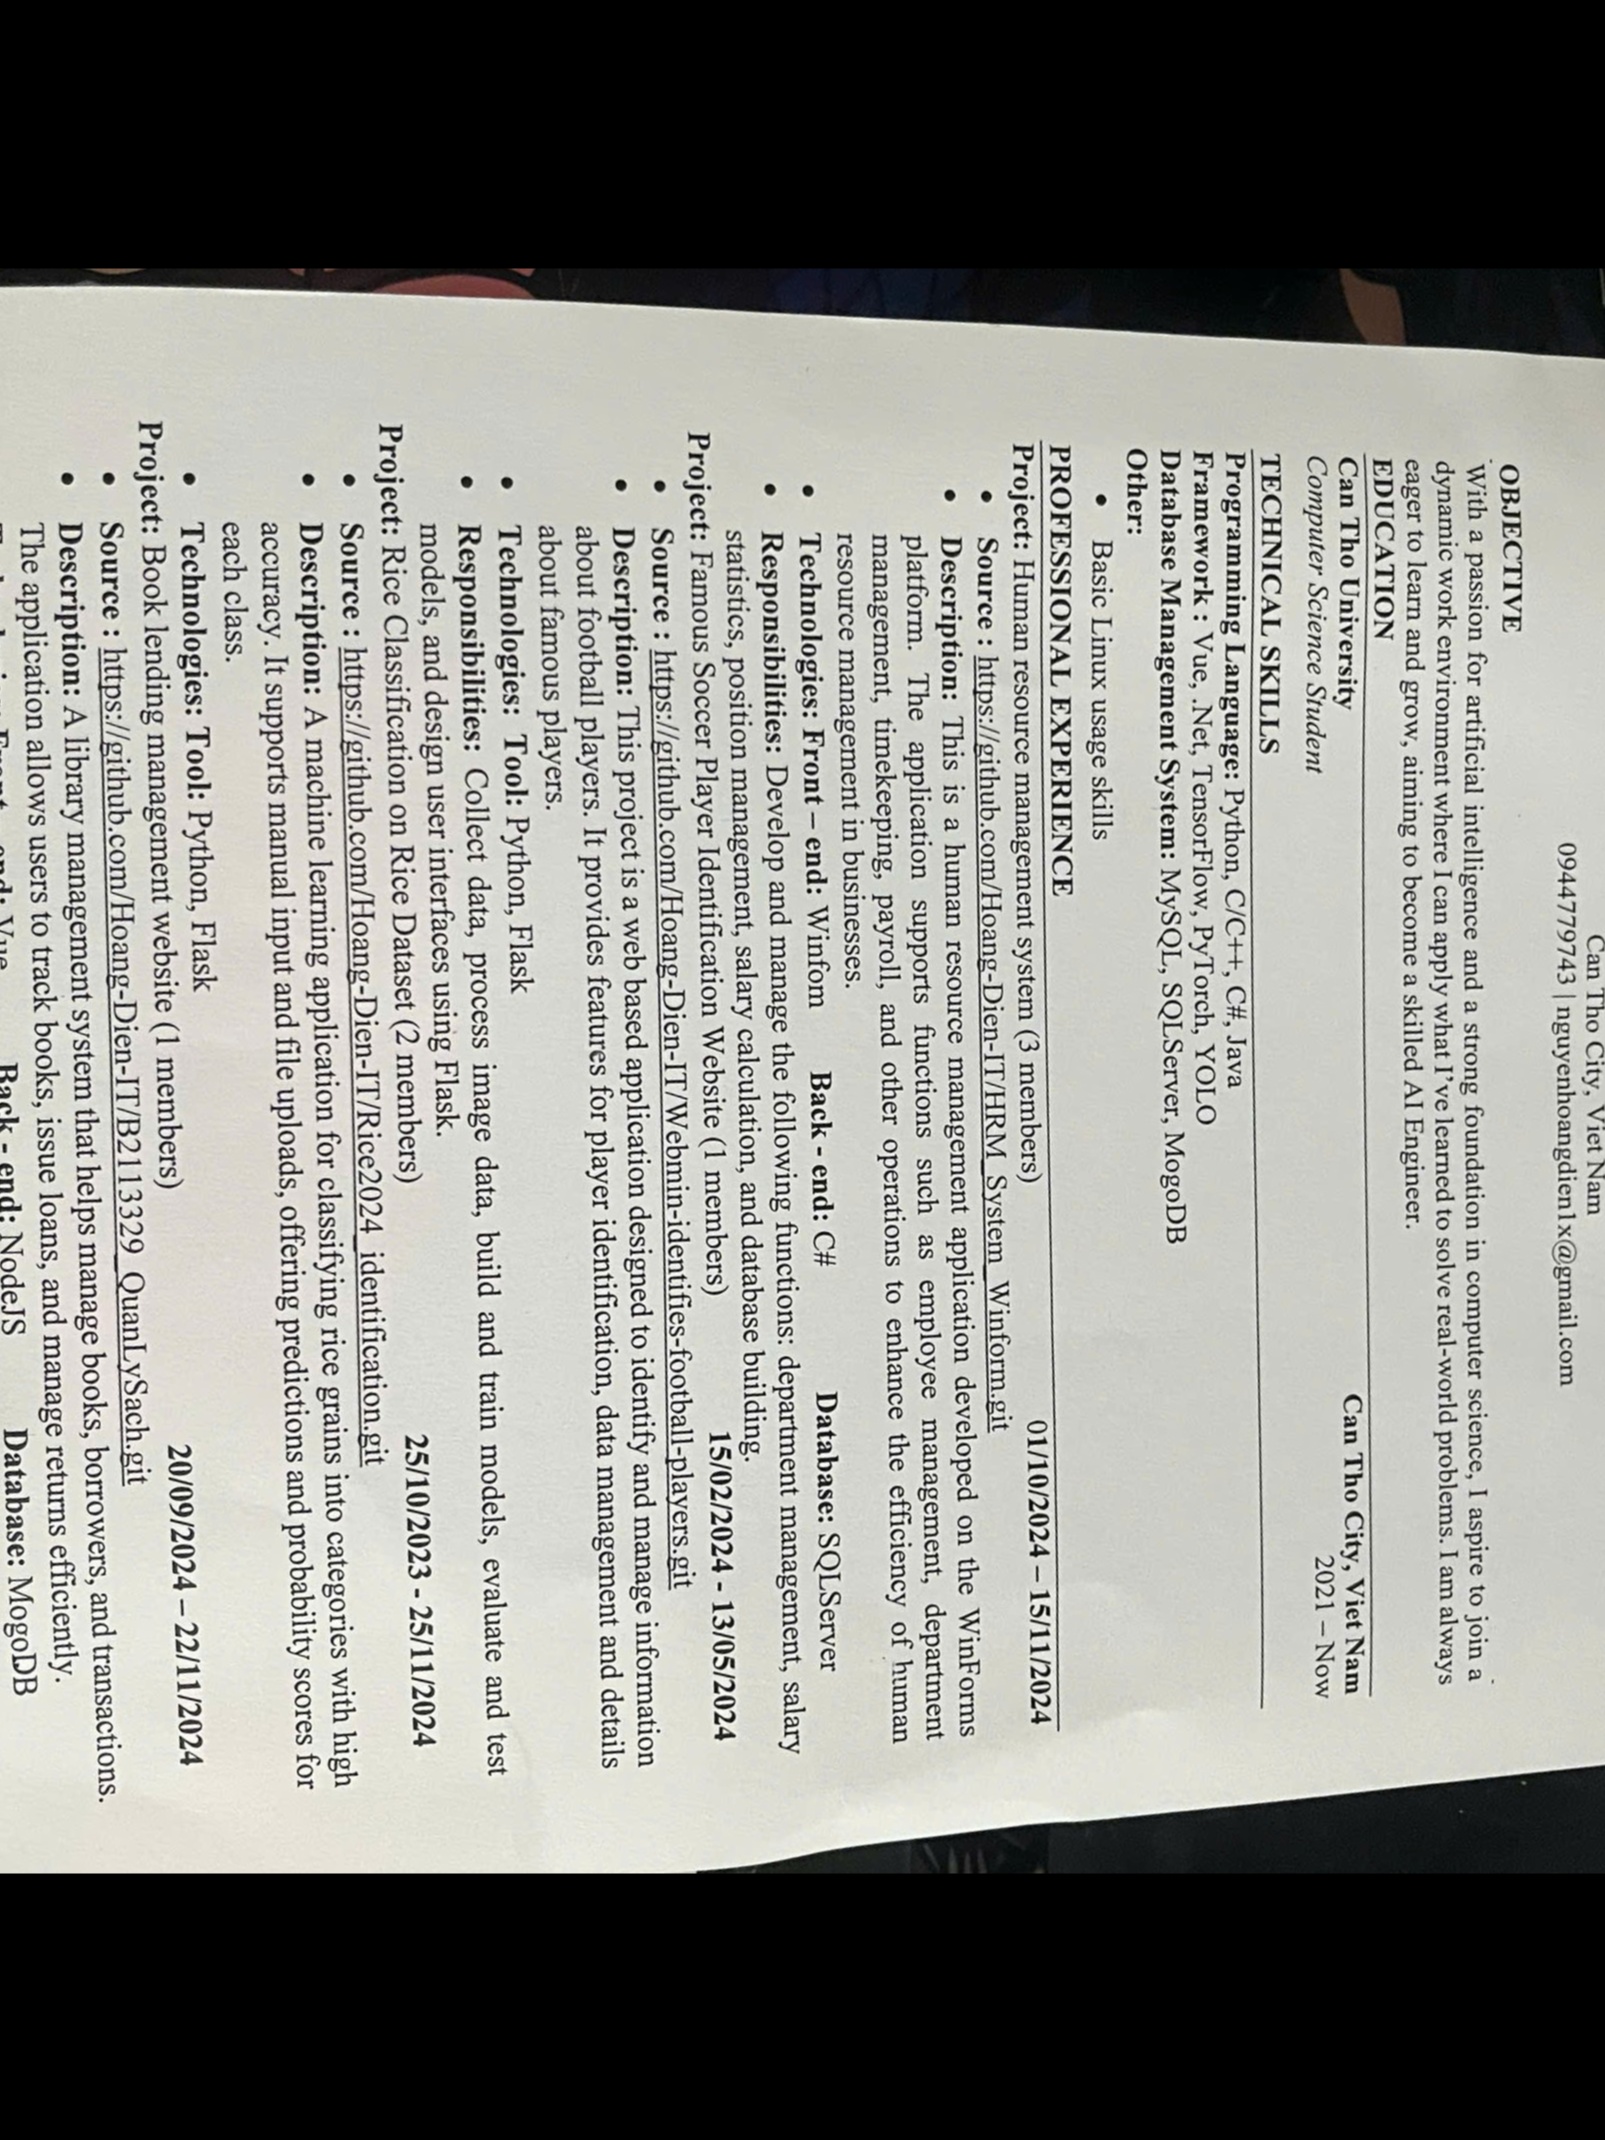 Can Tho City, Viet Nam
0944779743 | nguyenhoangdien1x@gmail.com
OBJECTIVE
With a passion for artificial intelligence and a strong foundation in computer science, I aspire to join a
dynamic work environment where I can apply what I've learned to solve real-world problems. I am always
eager to learn and grow, aiming to become a skilled AI Engineer.
EDUCATION
Can Tho University Can Tho City, Viet Nam
Computer Science Student 2021 – Now
TECHNICAL SKILLS
Programming Language: Python, C/C++, C#, Java
Framework : Vue, .Net, TensorFlow, PyTorch, YOLO
Database Management System: MySQL, SQLServer, MogoDB
Other:
• Basic Linux usage skills
PROFESSIONAL EXPERIENCE
Project: Human resource management system (3 members) 01/10/2024 – 15/11/2024
• Source : https://github.com/Hoang-Dien-IT/HRM_System_Winform.git
• Description: This is a human resource management application developed on the WinForms
platform. The application supports functions such as employee management, department
management, timekeeping, payroll, and other operations to enhance the efficiency of human
resource management in businesses.
• Technologies: Front – end: Winfom Back - end: C# Database: SQLServer
• Responsibilities: Develop and manage the following functions: department management, salary
statistics, position management, salary calculation, and database building.
Project: Famous Soccer Player Identification Website (1 members) 15/02/2024 - 13/05/2024
• Source : https://github.com/Hoang-Dien-IT/Webmin-identifies-football-players.git
• Description: This project is a web based application designed to identify and manage information
about football players. It provides features for player identification, data management and details
about famous players.
• Technologies: Tool: Python, Flask
• Responsibilities: Collect data, process image data, build and train models, evaluate and test
models, and design user interfaces using Flask.
Project: Rice Classification on Rice Dataset (2 members) 25/10/2023 - 25/11/2024
• Source : https://github.com/Hoang-Dien-IT/Rice2024_identification.git
• Description: A machine learning application for classifying rice grains into categories with high
accuracy. It supports manual input and file uploads, offering predictions and probability scores for
each class.
• Technologies: Tool: Python, Flask
Project: Book lending management website (1 members) 20/09/2024 – 22/11/2024
• Source : https://github.com/Hoang-Dien-IT/B2113329_QuanLySach.git
• Description: A library management system that helps manage books, borrowers, and transactions.
The application allows users to track books, issue loans, and manage returns efficiently.
Vue Back - end: NodeJS Database: MogoDB